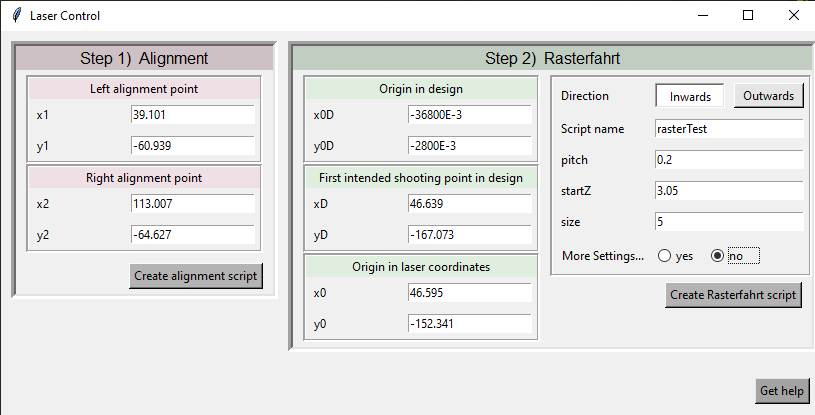 Laser Control
Step 1) Alignment
Left alignment point
x1 39.101
y1 -60.939
Right alignment point
x2 113.007
y2 -64.627
Create alignment script
Step 2) Rasterfahrt
Origin in design
x0D -36800E-3
y0D -2800E-3
First intended shooting point in design
xD 46.639
yD -167.073
Origin in laser coordinates
x0 46.595
y0 -152.341
Direction Inwards Outwards
Script name rasterTest
pitch 0.2
startZ 3.05
size 5
More Settings... yes no
Create Rasterfahrt script
Get help